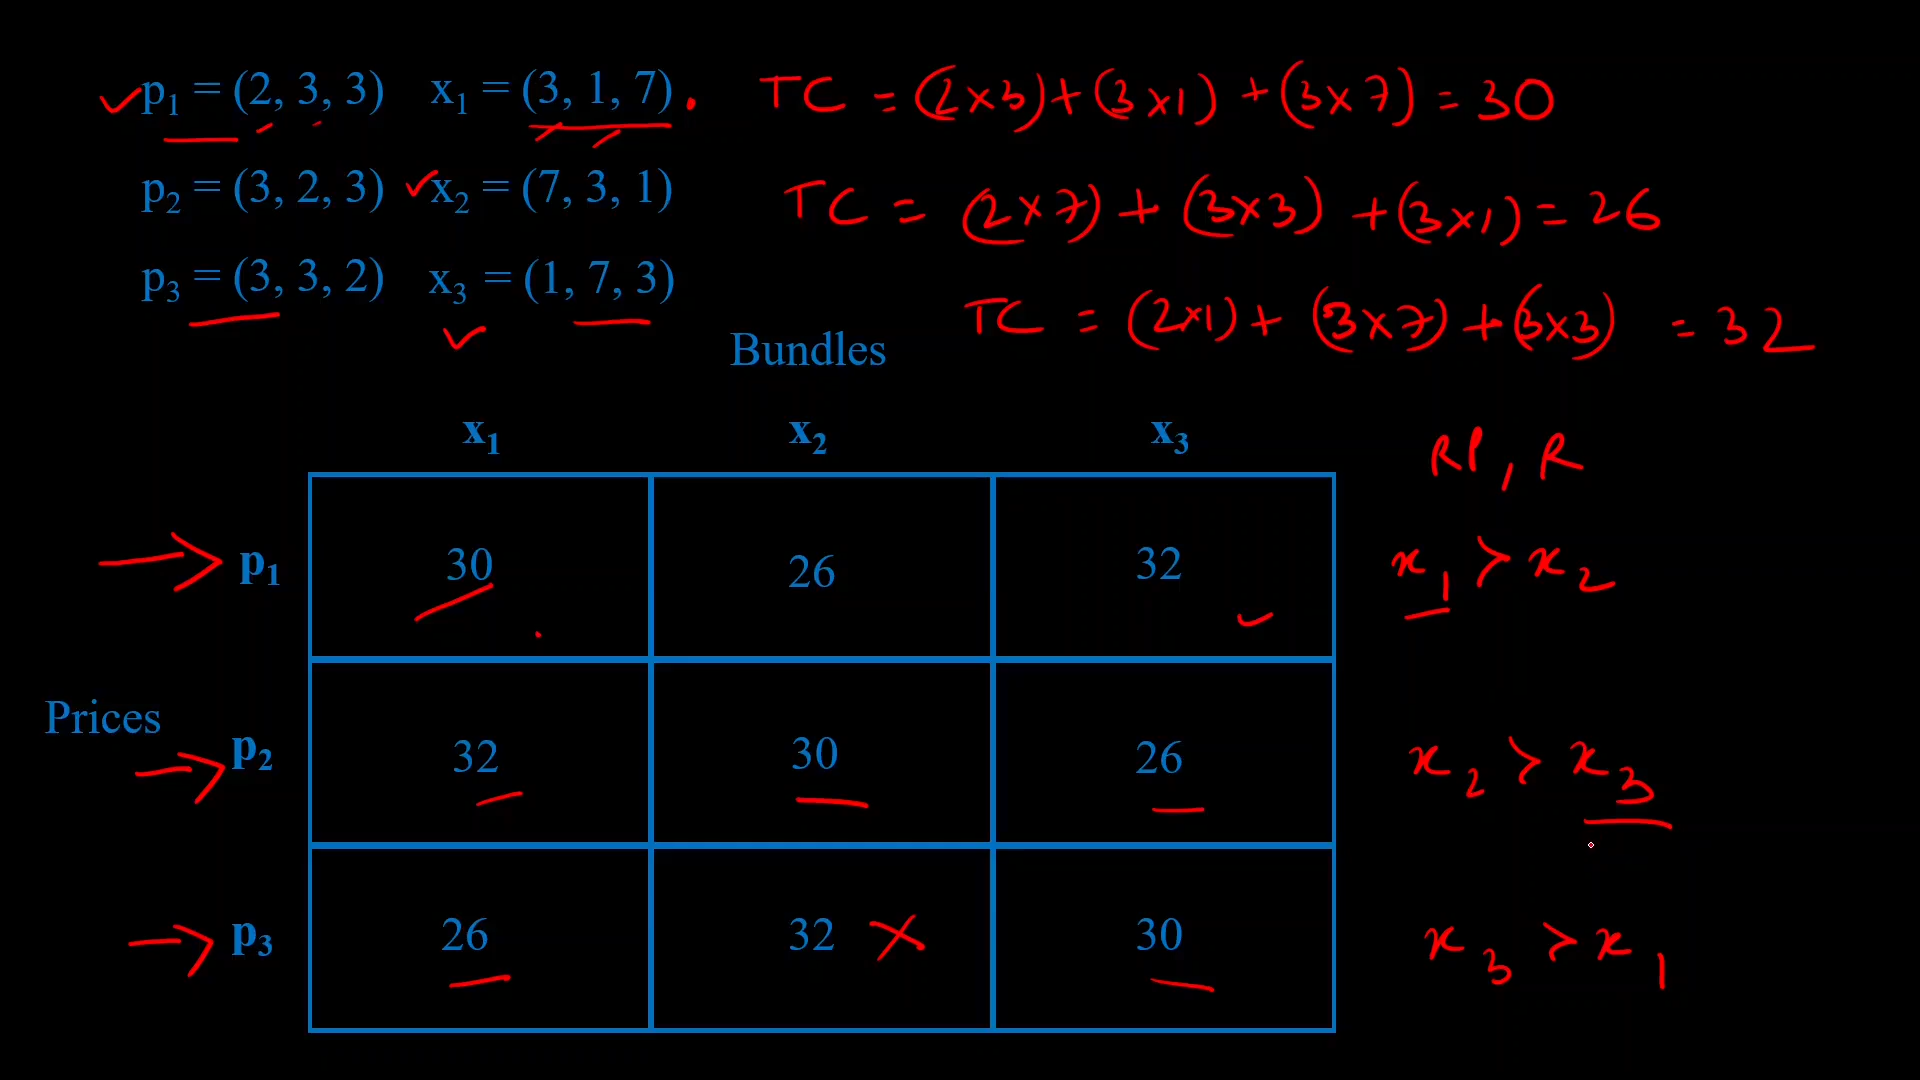 p₁ = (2, 3, 3) x₁ = (3, 1, 7) . TC = (2×3)+(3×1) + (3×7) = 30
p₂ = (3, 2, 3) x₂ = (7, 3, 1) TC = (2×7) + (3×3) + (3×1) = 26
p₃ = (3, 3, 2) x₃ = (1, 7, 3) TC = (2×1) + (3×7) + (3×3) = 32
Bundles
x₁ x₂ x₃
RP, R
p₁ 30 26 32 x₁ > x₂
Prices
p₂ 32 30 26 x₂ > x₃
p₃ 26 32 30 x₃ > x₁